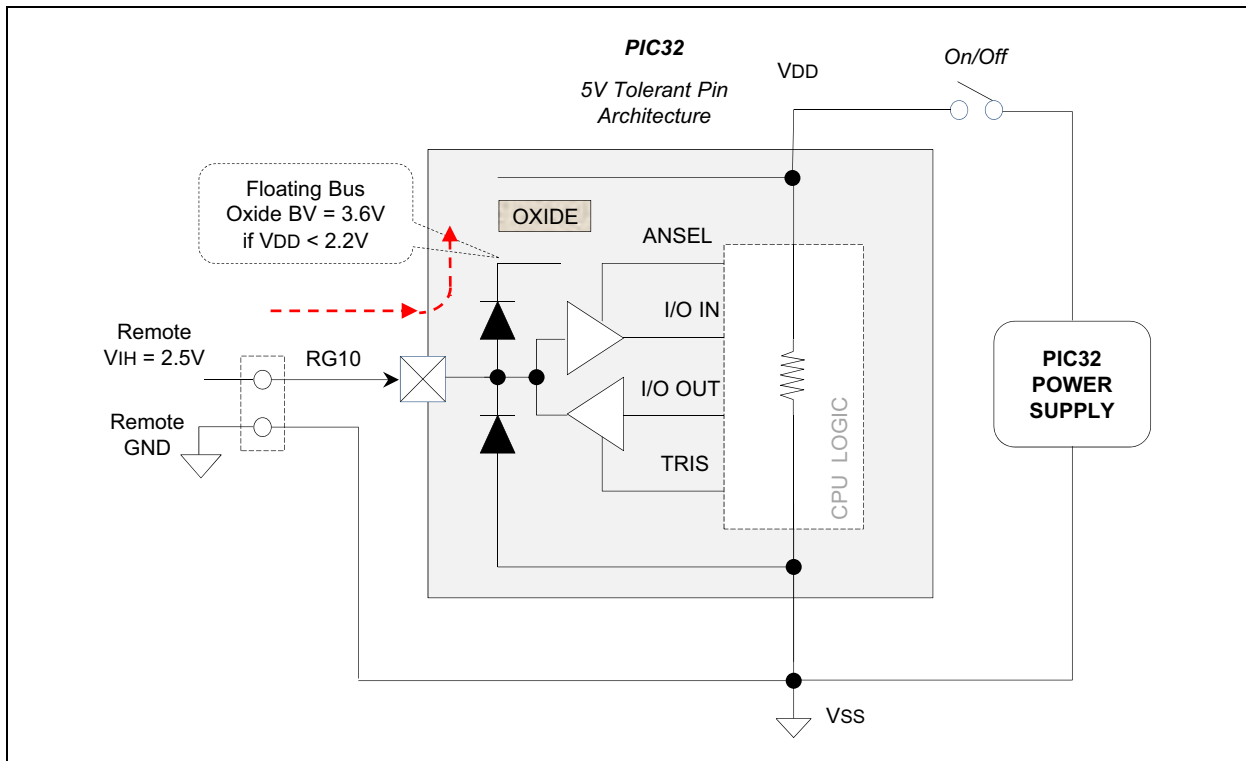 PIC32
5V Tolerant Pin
Architecture
VDD
On/Off
Floating Bus
Oxide BV = 3.6V
if VDD < 2.2V
OXIDE
ANSEL
I/O IN
Remote
VIH = 2.5V
RG10
I/O OUT
Remote
GND
TRIS
CPU LOGIC
PIC32
POWER
SUPPLY
VSS